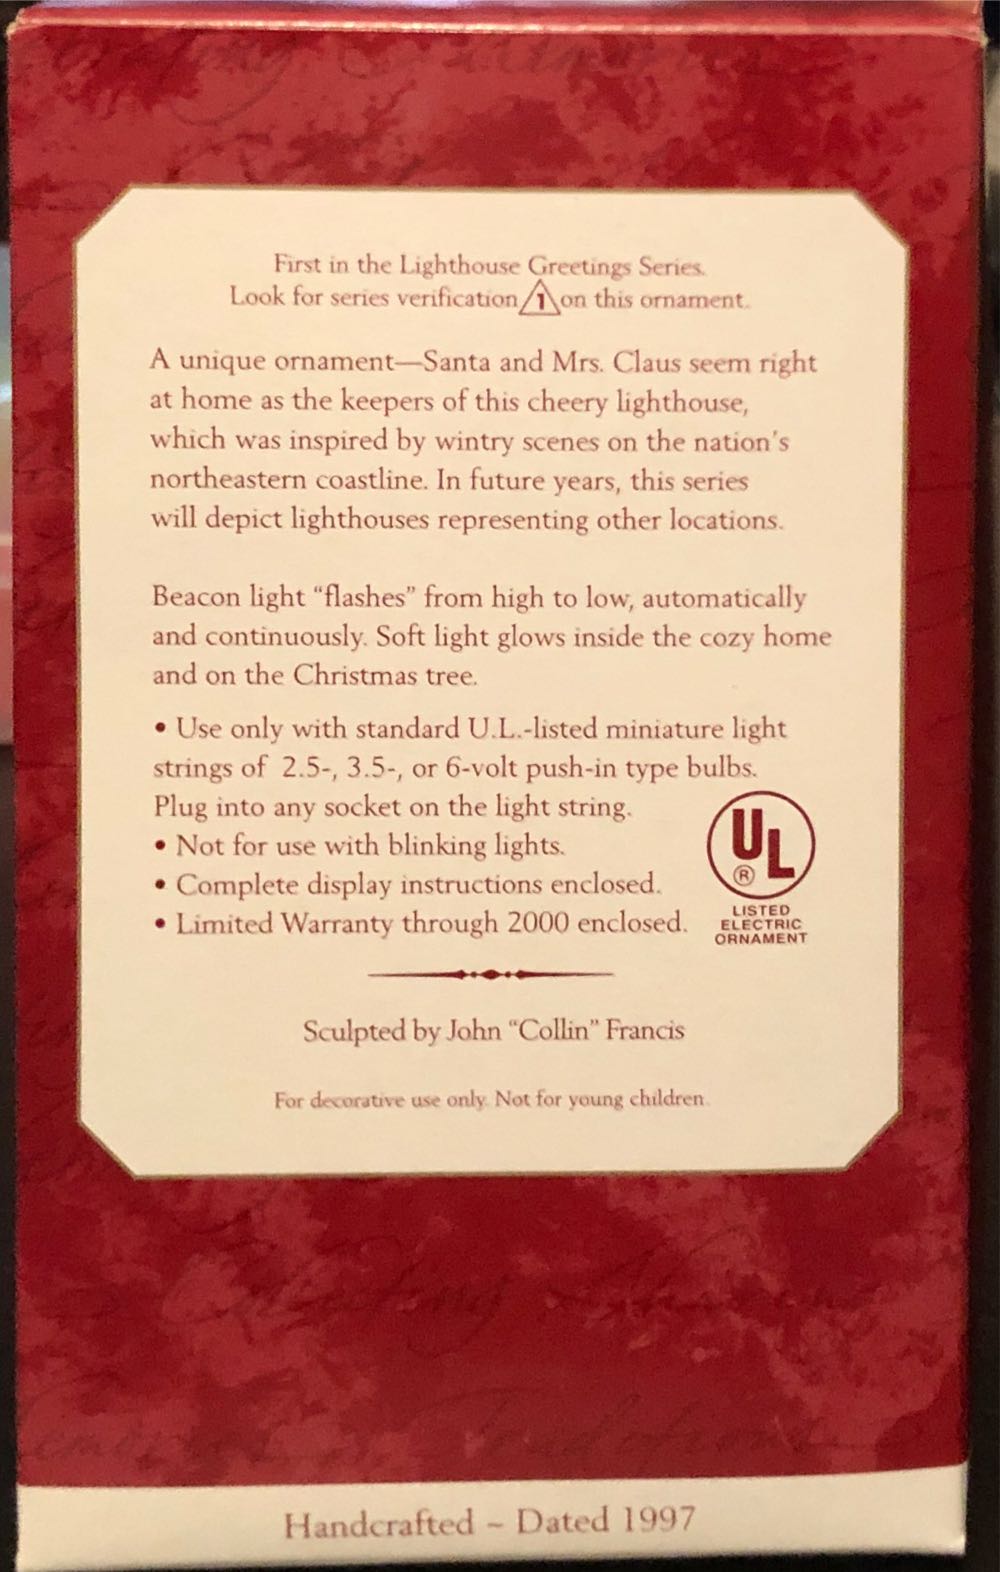 First in the Lighthouse Greetings Series.
Look for series verification 1 on this ornament.
A unique ornament—Santa and Mrs. Claus seem right
at home as the keepers of this cheery lighthouse,
which was inspired by wintry scenes on the nation's
northeastern coastline. In future years, this series
will depict lighthouses representing other locations.
Beacon light “flashes” from high to low, automatically
and continuously. Soft light glows inside the cozy home
and on the Christmas tree.
• Use only with standard U.L.-listed miniature light
strings of 2.5-, 3.5-, or 6-volt push-in type bulbs.
Plug into any socket on the light string.
• Not for use with blinking lights.
• Complete display instructions enclosed.
• Limited Warranty through 2000 enclosed.
UL
®
LISTED
ELECTRIC
ORNAMENT
Sculpted by John “Collin” Francis
For decorative use only. Not for young children.
Handcrafted ~ Dated 1997